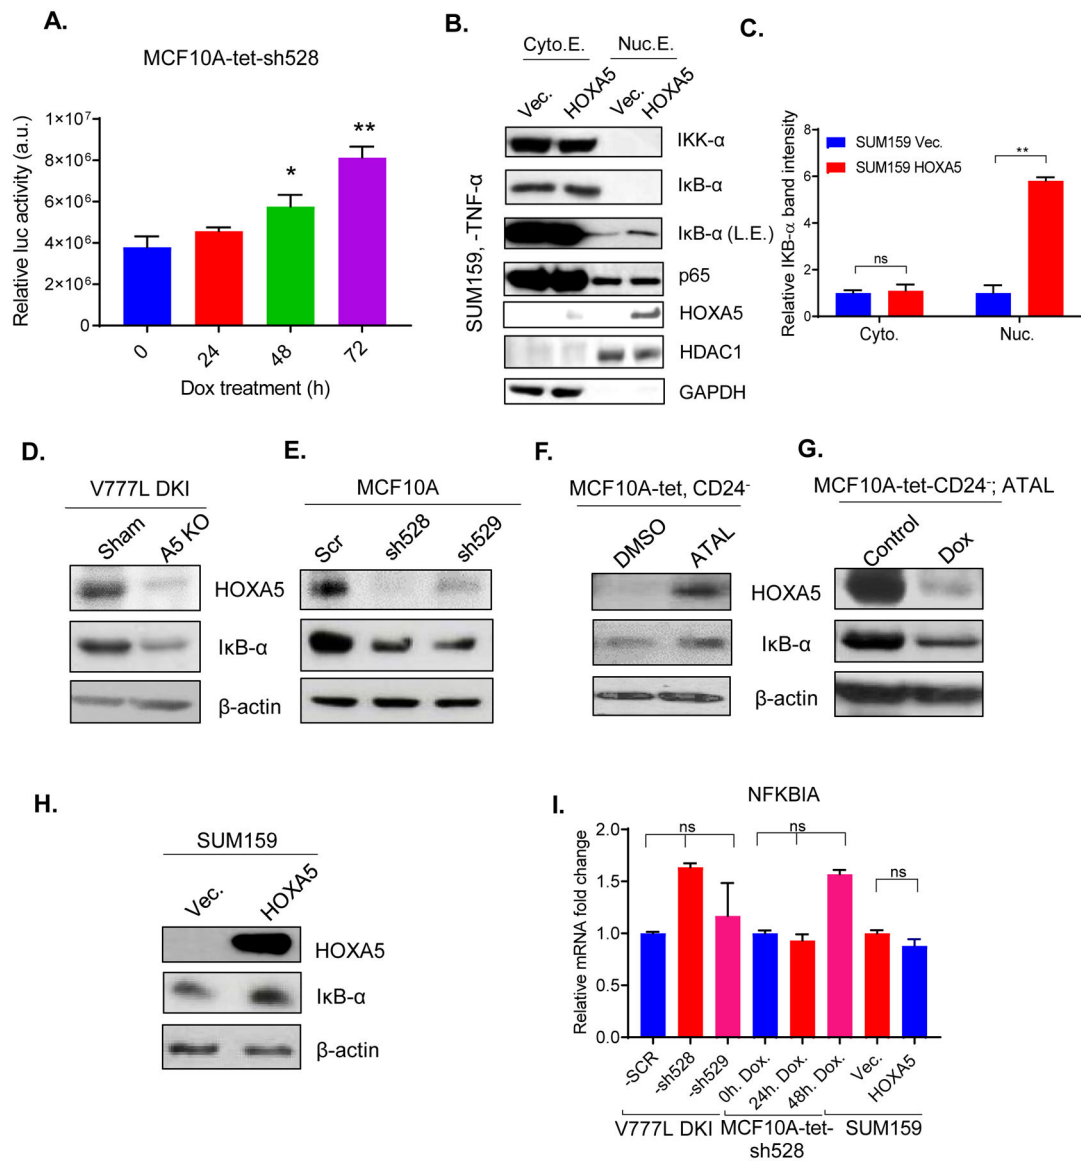 A.
MCF10A-tet-sh528
Relative luc activity (a.u.)
1×10⁷
8×10⁶
6×10⁶
4×10⁶
2×10⁶
0
*
**
0
24
48
72
Dox treatment (h)
B.
Cyto.E. Nuc.E.
Vec. HOXA5 Vec. HOXA5
SUM159, -TNF-α
IKK-α
IκB-α
IκB-α (L.E.)
p65
HOXA5
HDAC1
GAPDH
C.
Relative IKB-α band intensity
8
6
4
2
0
SUM159 Vec.
SUM159 HOXA5
ns
**
Cyto. Nuc.
D.
V777L DKI
Sham A5 KO
HOXA5
IκB-α
β-actin
E.
MCF10A
Scr sh528 sh529
F.
MCF10A-tet, CD24⁻
DMSO ATAL
G.
MCF10A-tet-CD24⁻; ATAL
Control Dox
HOXA5
IκB-α
β-actin
H.
SUM159
Vec. HOXA5
HOXA5
IκB-α
β-actin
I.
NFKBIA
Relative mRNA fold change
2.0
1.5
1.0
0.5
0.0
ns
ns
ns
-SCR
-sh528
-sh529
0h. Dox.
24h. Dox.
48h. Dox.
Vec.
HOXA5
V777L DKI
MCF10A-tet-
sh528
SUM159